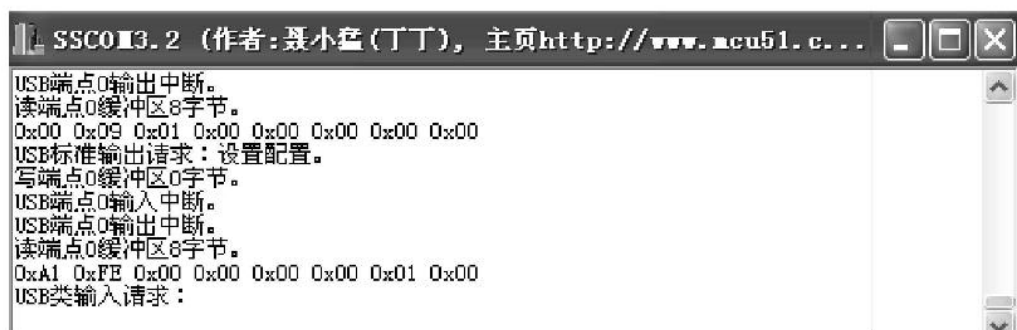 SSCOM3.2 (作者:聂小猛(丁丁), 主页http://www.mcu51.c...
USB端点0输出中断。
读端点0缓冲区8字节。
0x00 0x09 0x01 0x00 0x00 0x00 0x00 0x00
USB标准输出请求：设置配置。
写端点0缓冲区0字节。
USB端点0输入中断。
USB端点0输出中断。
读端点0缓冲区8字节。
0xA1 0xFE 0x00 0x00 0x00 0x00 0x01 0x00
USB类输入请求：